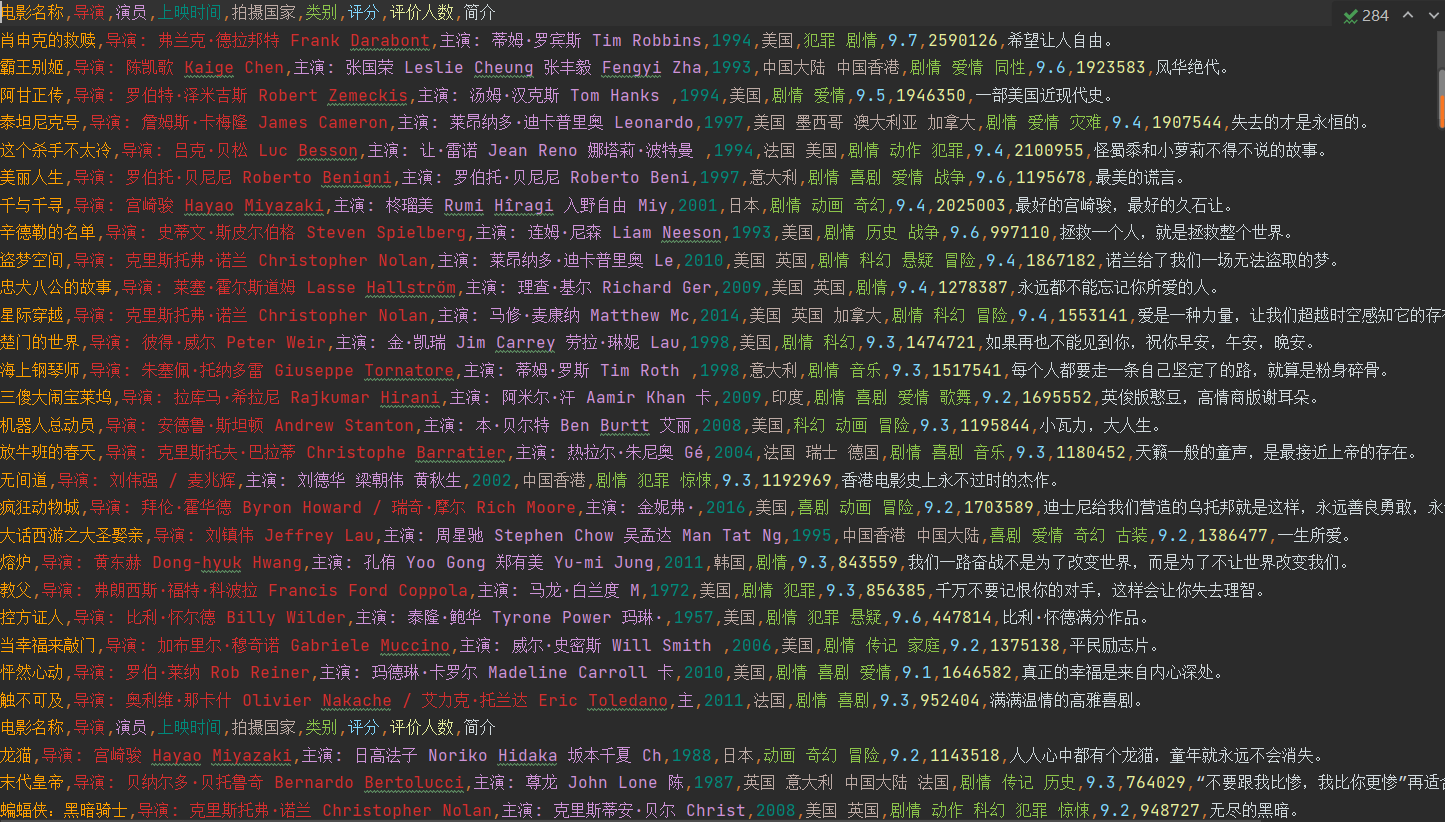 电影名称,导演,演员,上映时间,拍摄国家,类别,评分,评价人数,简介
284
肖申克的救赎,导演: 弗兰克·德拉邦特 Frank Darabont,主演: 蒂姆·罗宾斯 Tim Robbins,1994,美国,犯罪 剧情,9.7,2590126,希望让人自由。
霸王别姬,导演: 陈凯歌 Kaige Chen,主演: 张国荣 Leslie Cheung 张丰毅 Fengyi Zha,1993,中国大陆 中国香港,剧情 爱情 同性,9.6,1923583,风华绝代。
阿甘正传,导演: 罗伯特·泽米吉斯 Robert Zemeckis,主演: 汤姆·汉克斯 Tom Hanks ,1994,美国,剧情 爱情,9.5,1946350,一部美国近现代史。
泰坦尼克号,导演: 詹姆斯·卡梅隆 James Cameron,主演: 莱昂纳多·迪卡普里奥 Leonardo,1997,美国 墨西哥 澳大利亚 加拿大,剧情 爱情 灾难,9.4,1907544,失去的才是永恒的。
这个杀手不太冷,导演: 吕克·贝松 Luc Besson,主演: 让·雷诺 Jean Reno 娜塔莉·波特曼 ,1994,法国 美国,剧情 动作 犯罪,9.4,2100955,怪蜀黍和小萝莉不得不说的故事。
美丽人生,导演: 罗伯托·贝尼尼 Roberto Benigni,主演: 罗伯托·贝尼尼 Roberto Beni,1997,意大利,剧情 喜剧 爱情 战争,9.6,1195678,最美的谎言。
千与千寻,导演: 宫崎骏 Hayao Miyazaki,主演: 柊瑠美 Rumi Hîragi 入野自由 Miy,2001,日本,剧情 动画 奇幻,9.4,2025003,最好的宫崎骏，最好的久石让。
辛德勒的名单,导演: 史蒂文·斯皮尔伯格 Steven Spielberg,主演: 连姆·尼森 Liam Neeson,1993,美国,剧情 历史 战争,9.6,997110,拯救一个人，就是拯救整个世界。
盗梦空间,导演: 克里斯托弗·诺兰 Christopher Nolan,主演: 莱昂纳多·迪卡普里奥 Le,2010,美国 英国,剧情 科幻 悬疑 冒险,9.4,1867182,诺兰给了我们一场无法盗取的梦。
忠犬八公的故事,导演: 莱塞·霍尔斯道姆 Lasse Hallström,主演: 理查·基尔 Richard Ger,2009,美国 英国,剧情,9.4,1278387,永远都不能忘记你所爱的人。
星际穿越,导演: 克里斯托弗·诺兰 Christopher Nolan,主演: 马修·麦康纳 Matthew Mc,2014,美国 英国 加拿大,剧情 科幻 冒险,9.4,1553141,爱是一种力量，让我们超越时空感知它的存在
楚门的世界,导演: 彼得·威尔 Peter Weir,主演: 金·凯瑞 Jim Carrey 劳拉·琳妮 Lau,1998,美国,剧情 科幻,9.3,1474721,如果再也不能见到你，祝你早安，午安，晚安。
海上钢琴师,导演: 朱塞佩·托纳多雷 Giuseppe Tornatore,主演: 蒂姆·罗斯 Tim Roth ,1998,意大利,剧情 音乐,9.3,1517541,每个人都要走一条自己坚定了的路，就算是粉身碎骨。
三傻大闹宝莱坞,导演: 拉库马·希拉尼 Rajkumar Hirani,主演: 阿米尔·汗 Aamir Khan 卡,2009,印度,剧情 喜剧 爱情 歌舞,9.2,1695552,英俊版憨豆，高情商版谢耳朵。
机器人总动员,导演: 安德鲁·斯坦顿 Andrew Stanton,主演: 本·贝尔特 Ben Burtt 艾丽,2008,美国,科幻 动画 冒险,9.3,1195844,小瓦力，大人生。
放牛班的春天,导演: 克里斯托夫·巴拉蒂 Christophe Barratier,主演: 热拉尔·朱尼奥 Gé,2004,法国 瑞士 德国,剧情 喜剧 音乐,9.3,1180452,天籁一般的童声，是最接近上帝的存在。
无间道,导演: 刘伟强 / 麦兆辉,主演: 刘德华 梁朝伟 黄秋生,2002,中国香港,剧情 犯罪 惊悚,9.3,1192969,香港电影史上永不过时的杰作。
疯狂动物城,导演: 拜伦·霍华德 Byron Howard / 瑞奇·摩尔 Rich Moore,主演: 金妮弗·,2016,美国,喜剧 动画 冒险,9.2,1703589,迪士尼给我们营造的乌托邦就是这样，永远善良勇敢，永
大话西游之大圣娶亲,导演: 刘镇伟 Jeffrey Lau,主演: 周星驰 Stephen Chow 吴孟达 Man Tat Ng,1995,中国香港 中国大陆,喜剧 爱情 奇幻 古装,9.2,1386477,一生所爱。
熔炉,导演: 黄东赫 Dong-hyuk Hwang,主演: 孔侑 Yoo Gong 郑有美 Yu-mi Jung,2011,韩国,剧情,9.3,843559,我们一路奋战不是为了改变世界，而是为了不让世界改变我们。
教父,导演: 弗朗西斯·福特·科波拉 Francis Ford Coppola,主演: 马龙·白兰度 M,1972,美国,剧情 犯罪,9.3,856385,千万不要记恨你的对手，这样会让你失去理智。
控方证人,导演: 比利·怀尔德 Billy Wilder,主演: 泰隆·鲍华 Tyrone Power 玛琳·,1957,美国,剧情 犯罪 悬疑,9.6,447814,比利·怀德满分作品。
当幸福来敲门,导演: 加布里尔·穆奇诺 Gabriele Muccino,主演: 威尔·史密斯 Will Smith ,2006,美国,剧情 传记 家庭,9.2,1375138,平民励志片。
怦然心动,导演: 罗伯·莱纳 Rob Reiner,主演: 玛德琳·卡罗尔 Madeline Carroll 卡,2010,美国,剧情 喜剧 爱情,9.1,1646582,真正的幸福是来自内心深处。
触不可及,导演: 奥利维·那卡什 Olivier Nakache / 艾力克·托兰达 Eric Toledano,主,2011,法国,剧情 喜剧,9.3,952404,满满温情的高雅喜剧。
电影名称,导演,演员,上映时间,拍摄国家,类别,评分,评价人数,简介
龙猫,导演: 宫崎骏 Hayao Miyazaki,主演: 日高法子 Noriko Hidaka 坂本千夏 Ch,1988,日本,动画 奇幻 冒险,9.2,1143518,人人心中都有个龙猫，童年就永远不会消失。
末代皇帝,导演: 贝纳尔多·贝托鲁奇 Bernardo Bertolucci,主演: 尊龙 John Lone 陈,1987,英国 意大利 中国大陆 法国,剧情 传记 历史,9.3,764029,“不要跟我比惨，我比你更惨”再适合
蝙蝠侠：黑暗骑士,导演: 克里斯托弗·诺兰 Christopher Nolan,主演: 克里斯蒂安·贝尔 Christ,2008,美国 英国,剧情 动作 科幻 犯罪 惊悚,9.2,948727,无尽的黑暗。